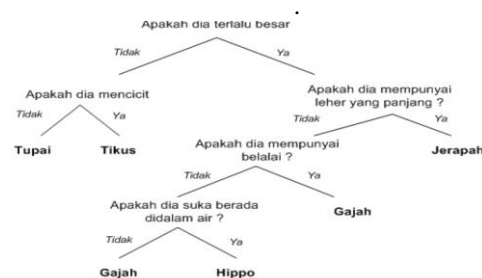 Apakah dia terlalu besar
Tidak
Ya
Apakah dia mencicit
Apakah dia mempunyai
leher yang panjang ?
Tidak
Ya
Tidak
Ya
Tupai
Tikus
Apakah dia mempunyai
belalai ?
Jerapah
Tidak
Ya
Apakah dia suka berada
didalam air ?
Gajah
Tidak
Ya
Gajah
Hippo